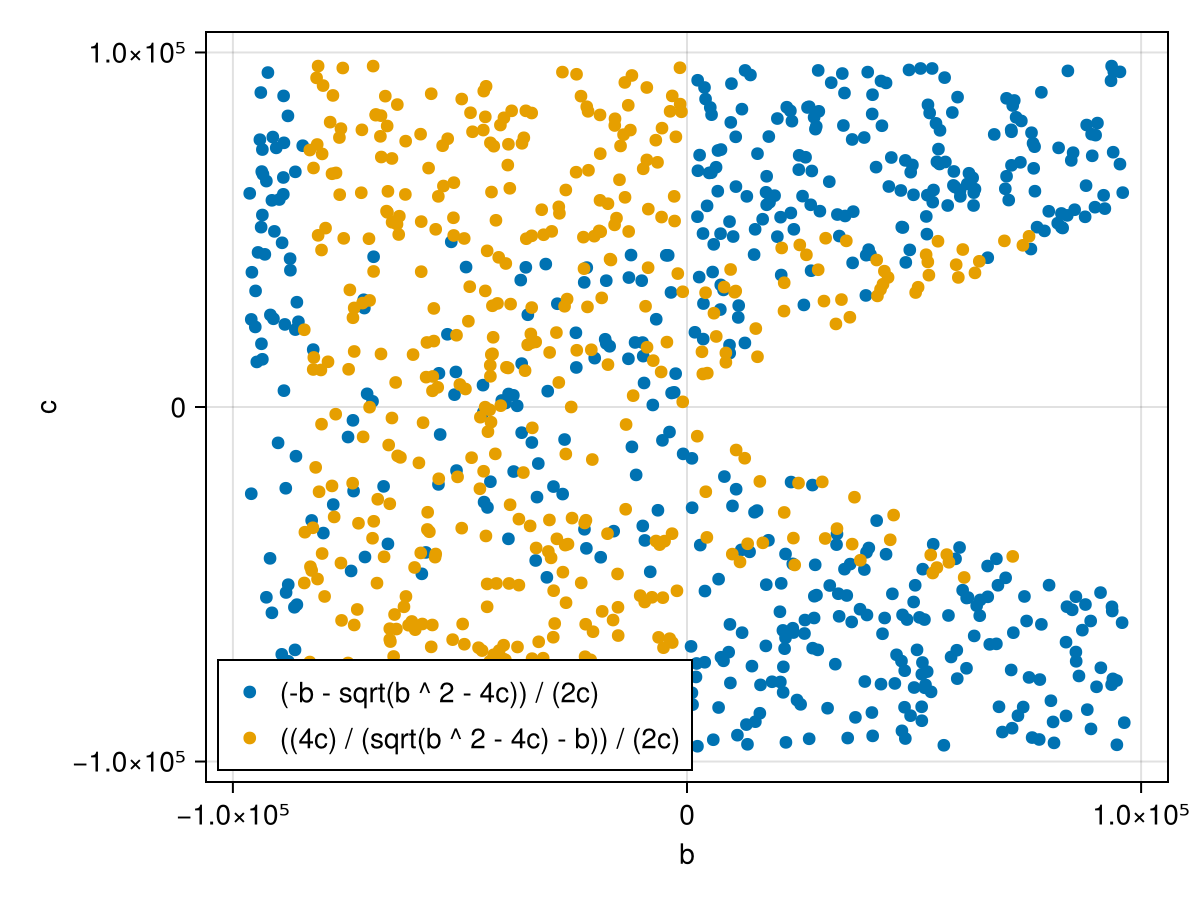 1.0×10⁵
c
0
−1.0×10⁵
(-b - sqrt(b ^ 2 - 4c)) / (2c)
((4c) / (sqrt(b ^ 2 - 4c) - b)) / (2c)
−1.0×10⁵
0
1.0×10⁵
b